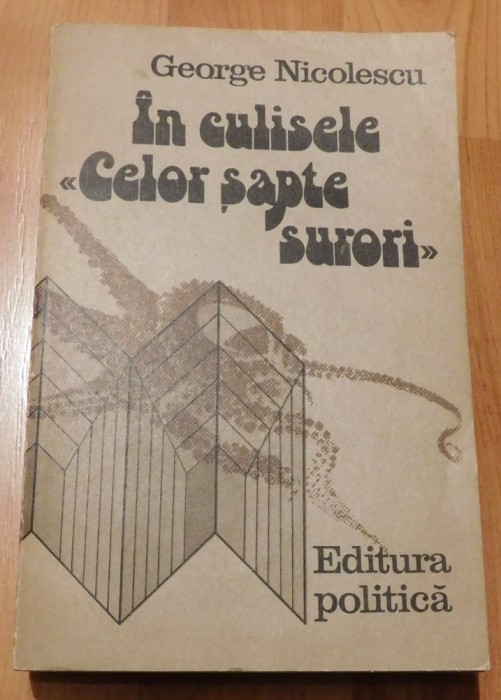 George Nicolescu
În culisele
«Celor șapte
surori»
Editura
politică